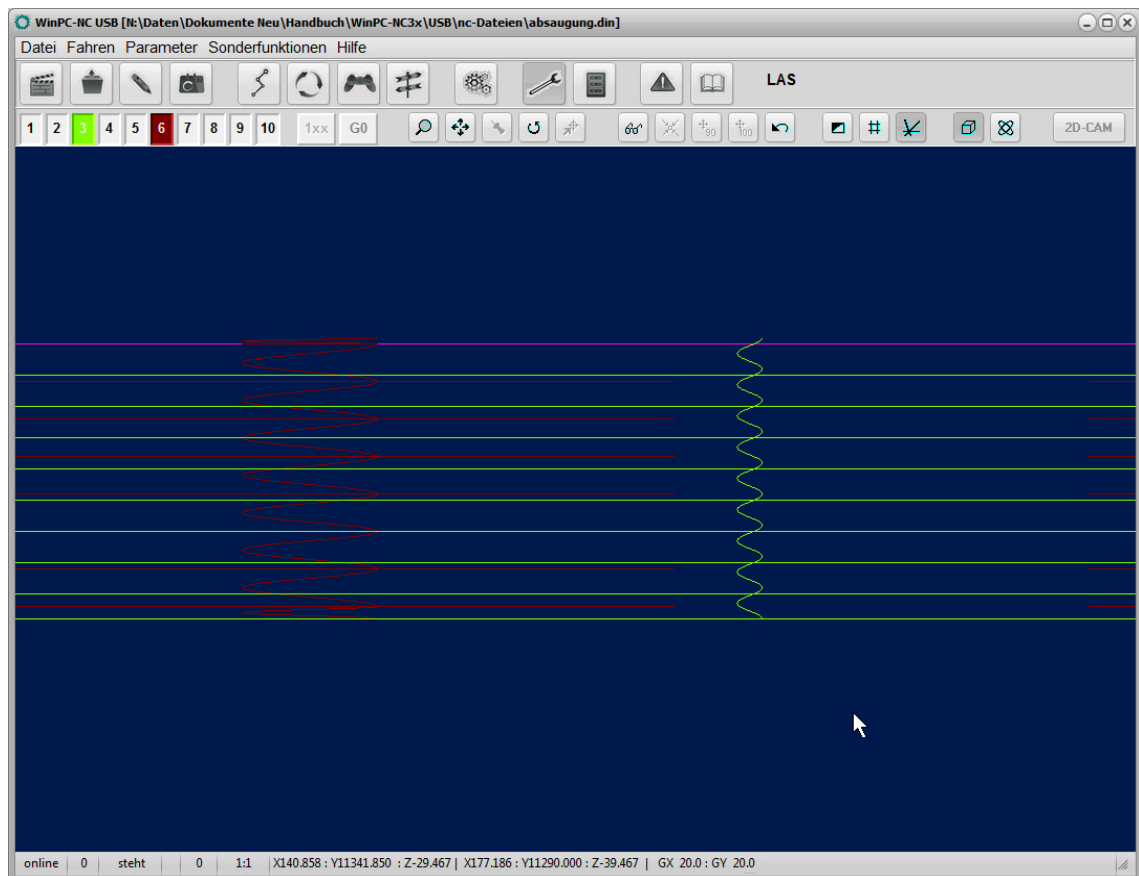 WinPC-NC USB [N:\Daten\Dokumente Neu\Handbuch\WinPC-NC3x\USB\nc-Dateien\absaugung.din]
Datei Fahren Parameter Sonderfunktionen Hilfe
LAS
1 2 3 4 5 6 7 8 9 10 1xx G0 90 100 2D-CAM
online 0 steht 0 1:1 X140.858 : Y11341.850 : Z-29.467 | X177.186 : Y11290.000 : Z-39.467 | GX 20.0 : GY 20.0